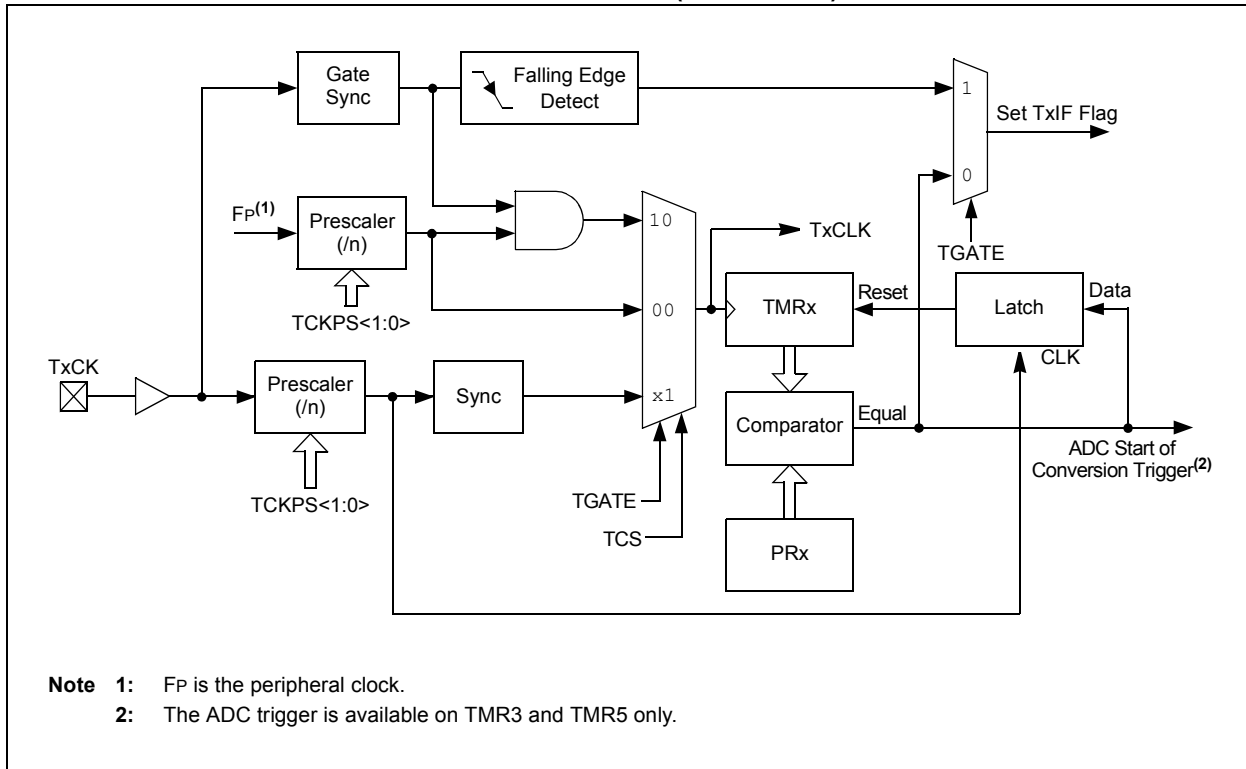 Gate
Sync
Falling Edge
Detect
1
Set TxIF Flag
0
FP(1)
Prescaler
(/n)
10
TxCLK
TGATE
TCKPS<1:0>
00
TMRx
Reset
Latch
Data
CLK
TxCK
Prescaler
(/n)
Sync
x1
Comparator
Equal
ADC Start of
Conversion Trigger(2)
TCKPS<1:0>
TGATE
TCS
PRx
Note 1: FP is the peripheral clock.
2: The ADC trigger is available on TMR3 and TMR5 only.